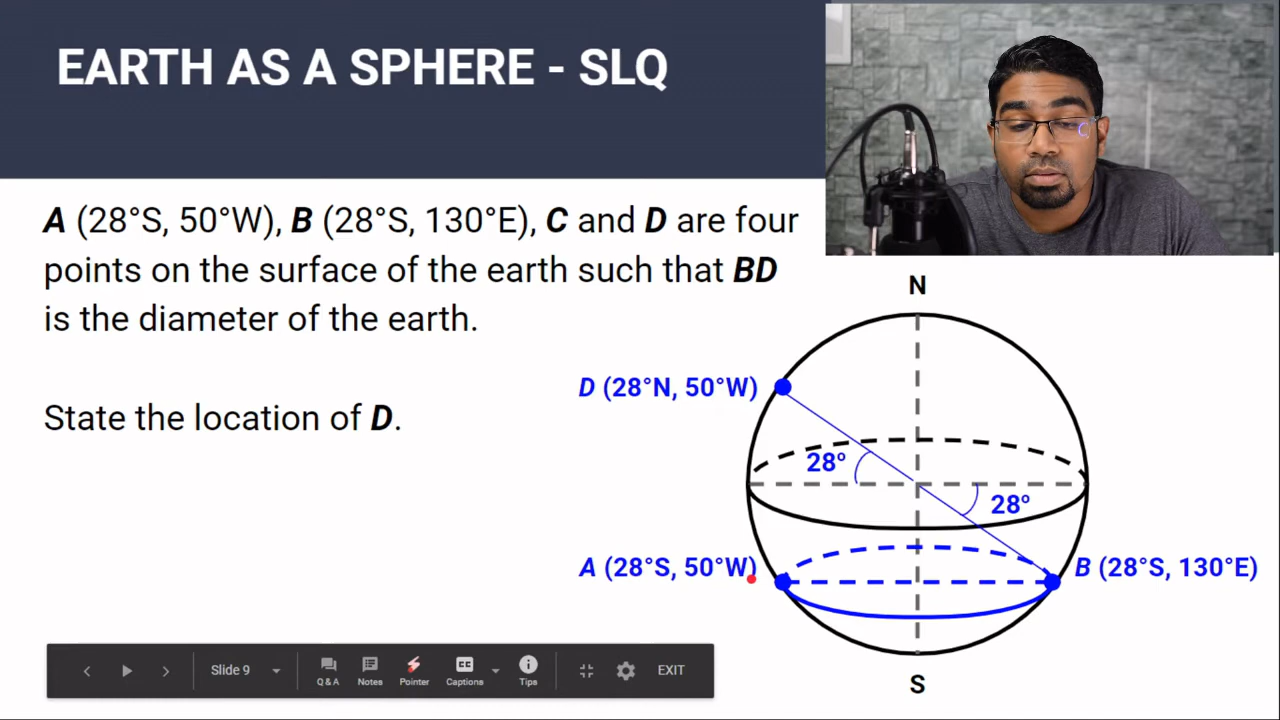 EARTH AS A SPHERE - SLQ
A (28°S, 50°W), B (28°S, 130°E), C and D are four
points on the surface of the earth such that BD
is the diameter of the earth.
State the location of D.
N
D (28°N, 50°W)
28°
28°
A (28°S, 50°W)
B (28°S, 130°E)
S
Slide 9
Q & A
Notes
Pointer
CC
Captions
Tips
EXIT